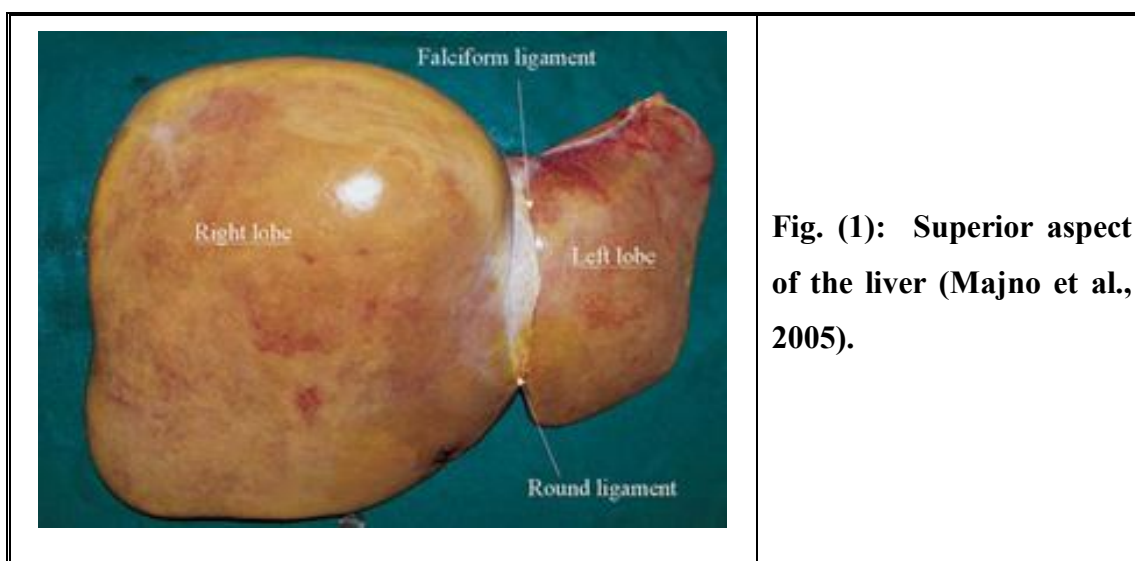 Falciform ligament
Right lobe
Left lobe
Round ligament
Fig. (1): Superior aspect
of the liver (Majno et al.,
2005).